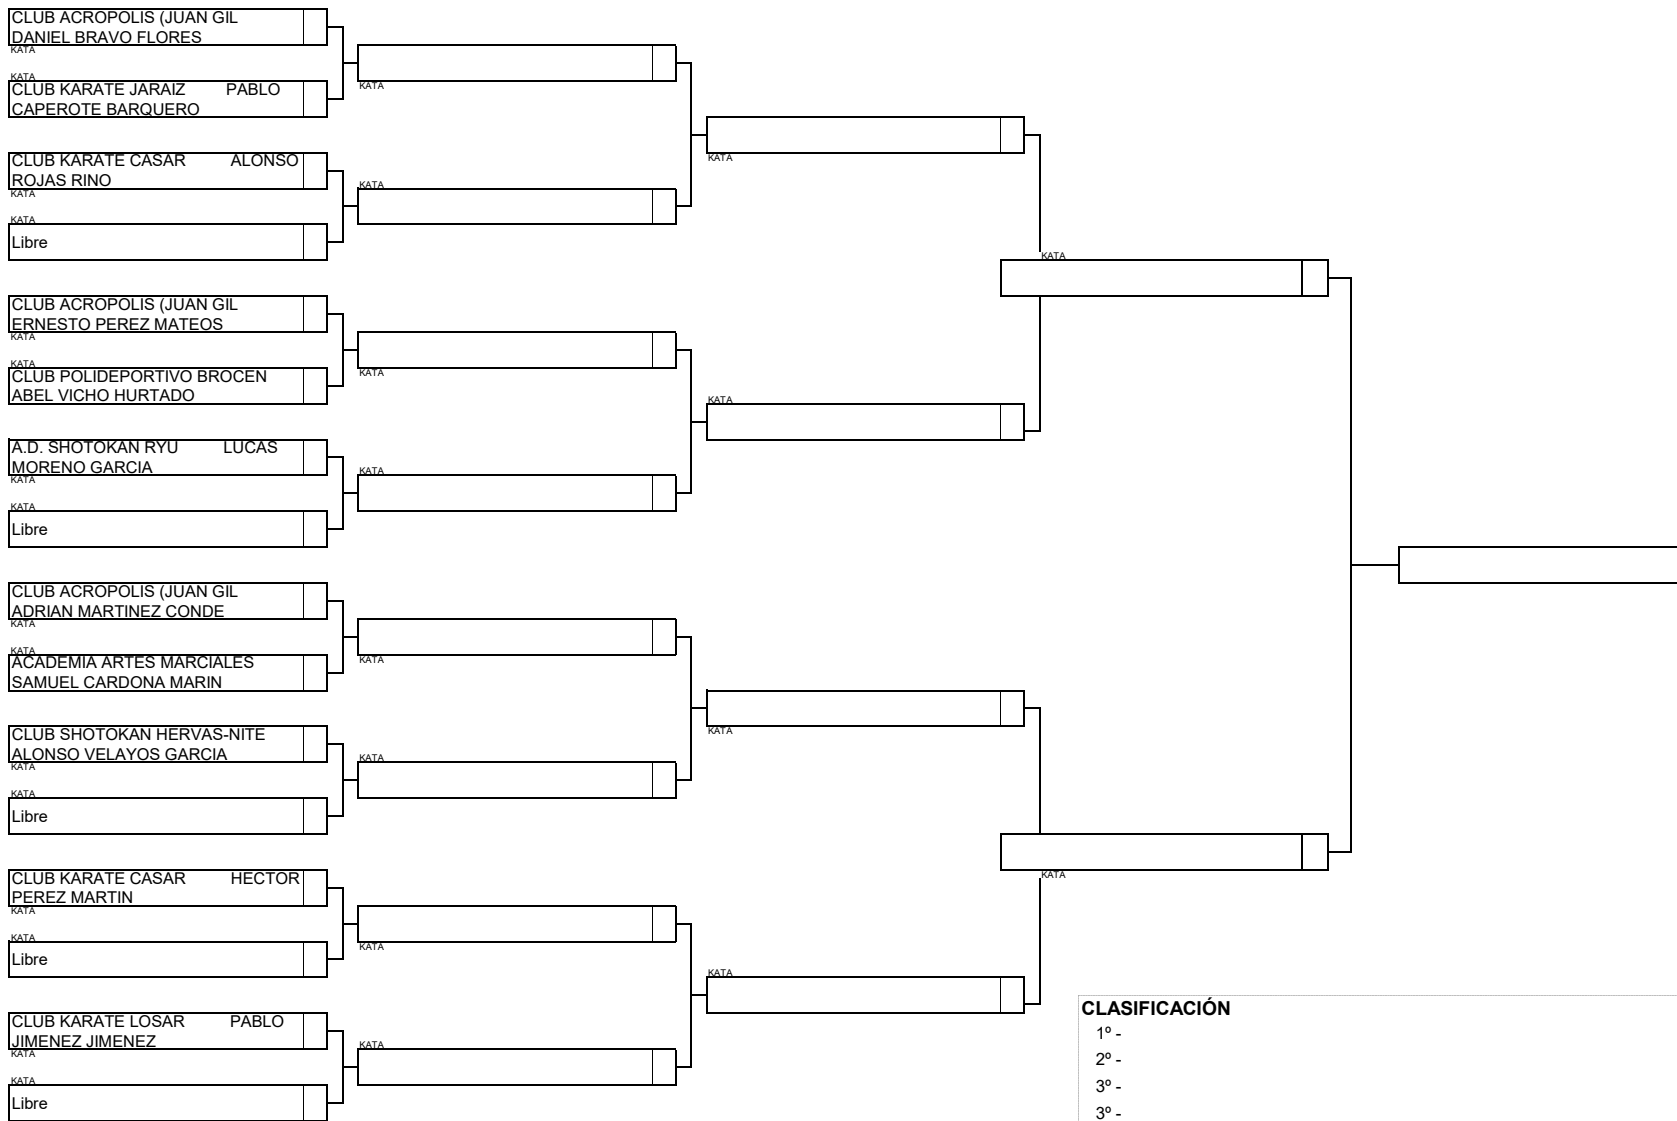 CLUB ACROPOLIS (JUAN GIL
DANIEL BRAVO FLORES
KATA
KATA
CLUB KARATE JARAIZ PABLO
CAPEROTE BARQUERO
KATA
CLUB KARATE CASAR ALONSO
ROJAS RINO
KATA
KATA
Libre
KATA
KATA
CLUB ACROPOLIS (JUAN GIL
ERNESTO PEREZ MATEOS
KATA
KATA
CLUB POLIDEPORTIVO BROCEN
ABEL VICHO HURTADO
KATA
A.D. SHOTOKAN RYU LUCAS
MORENO GARCIA
KATA
KATA
Libre
KATA
KATA
KATA
CLUB ACROPOLIS (JUAN GIL
ADRIAN MARTINEZ CONDE
KATA
KATA
ACADEMIA ARTES MARCIALES
SAMUEL CARDONA MARIN
KATA
CLUB SHOTOKAN HERVAS-NITE
ALONSO VELAYOS GARCIA
KATA
KATA
Libre
KATA
KATA
CLUB KARATE CASAR HECTOR
PEREZ MARTIN
KATA
KATA
Libre
KATA
CLUB KARATE LOSAR PABLO
JIMENEZ JIMENEZ
KATA
KATA
Libre
KATA
KATA
KATA
CLASIFICACIÓN
1º -
2º -
3º -
3º -